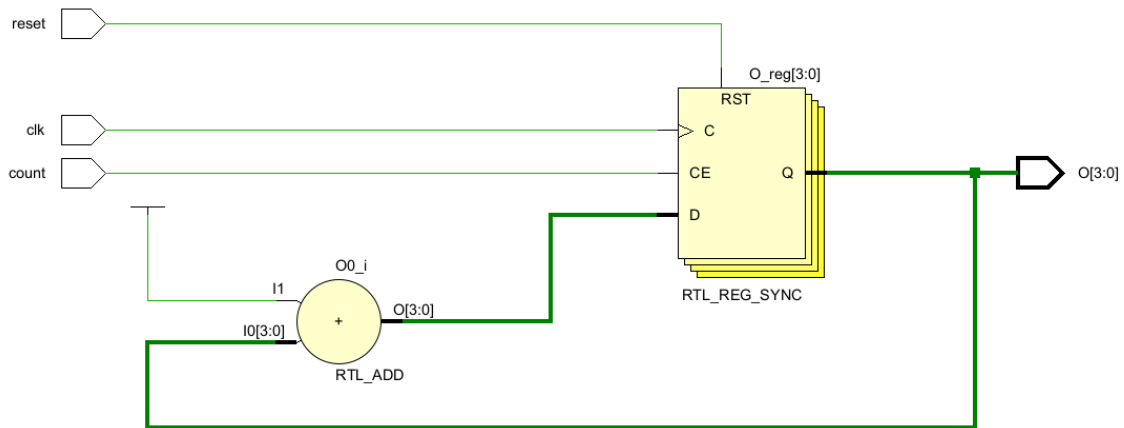 reset
O_reg[3:0]
RST
clk
C
count
CE
Q
O[3:0]
D
O0_i
I1
O[3:0]
RTL_REG_SYNC
+
I0[3:0]
RTL_ADD